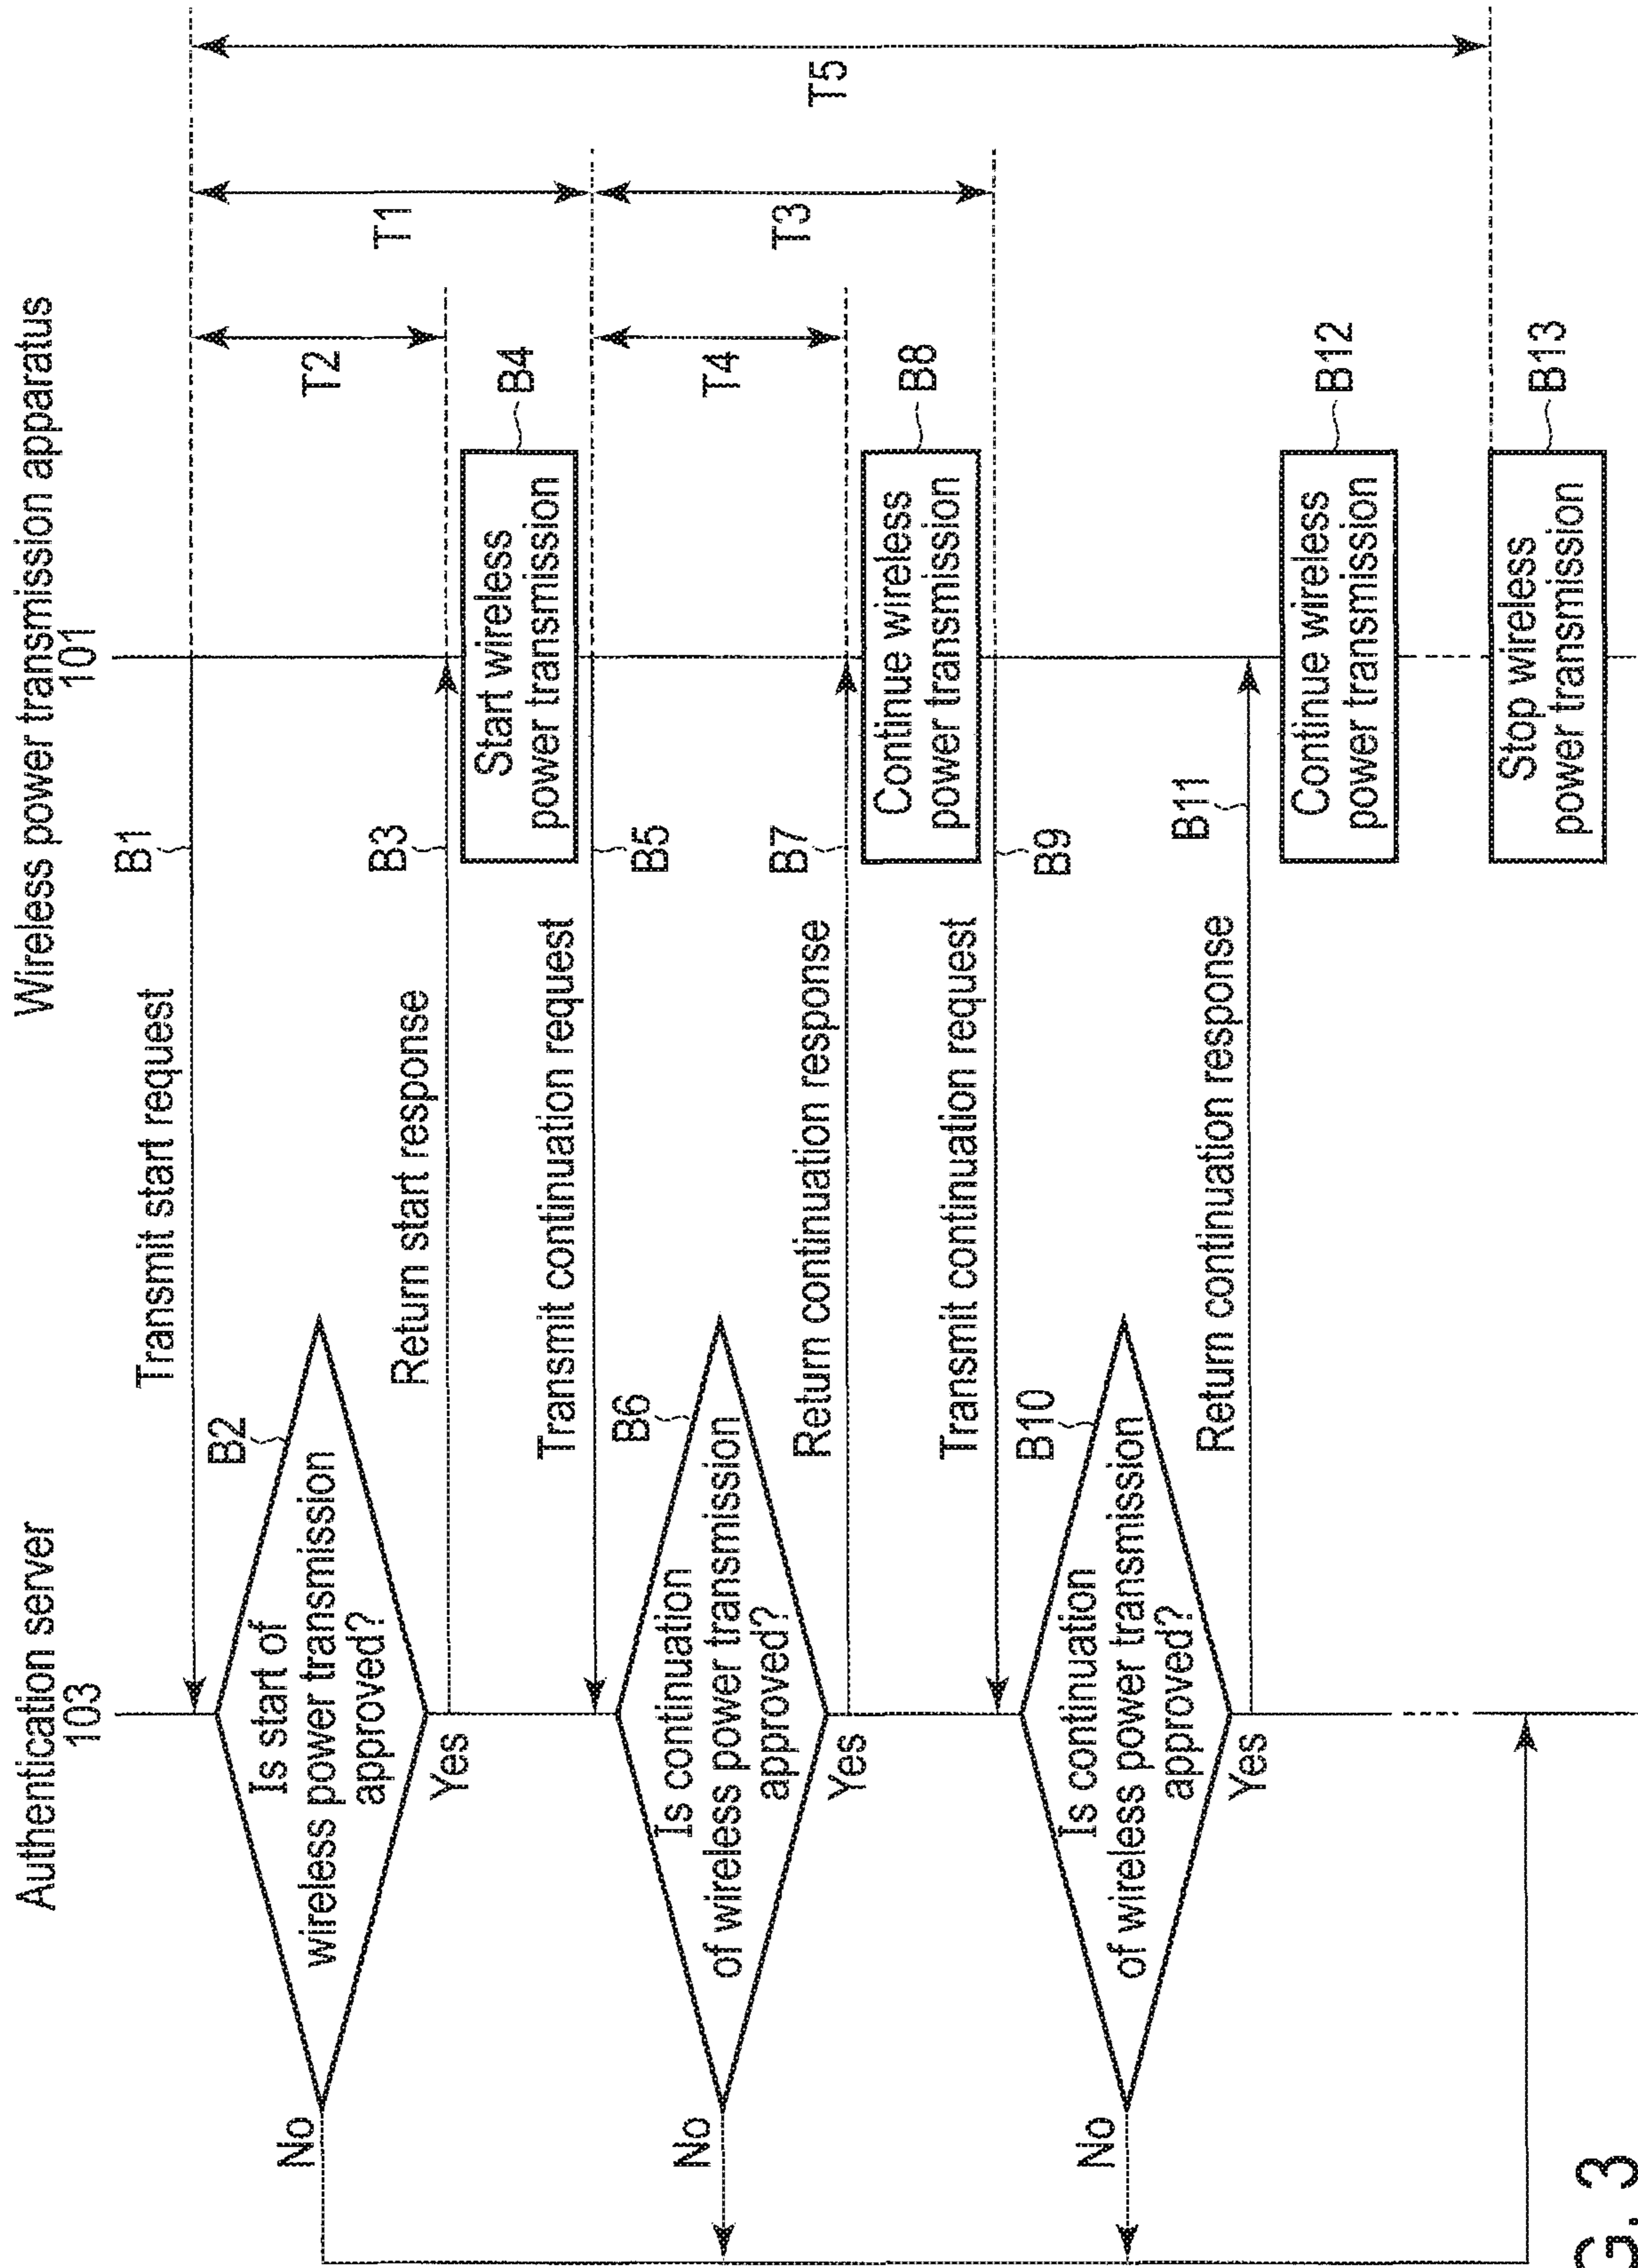 Authentication server
103
Wireless power transmission apparatus
101
Transmit start request
B1
B2
Is start of
wireless power transmission
approved?
No
Yes
Return start response
B3
T2
Start wireless
power transmission
B4
T1
Transmit continuation request
B5
B6
Is continuation
of wireless power transmission
approved?
No
Yes
Return continuation response
B7
T4
Continue wireless
power transmission
B8
T3
Transmit continuation request
B9
B10
Is continuation
of wireless power transmission
approved?
No
Yes
Return continuation response
B11
Continue wireless
power transmission
B12
T5
Stop wireless
power transmission
B13
G. 3